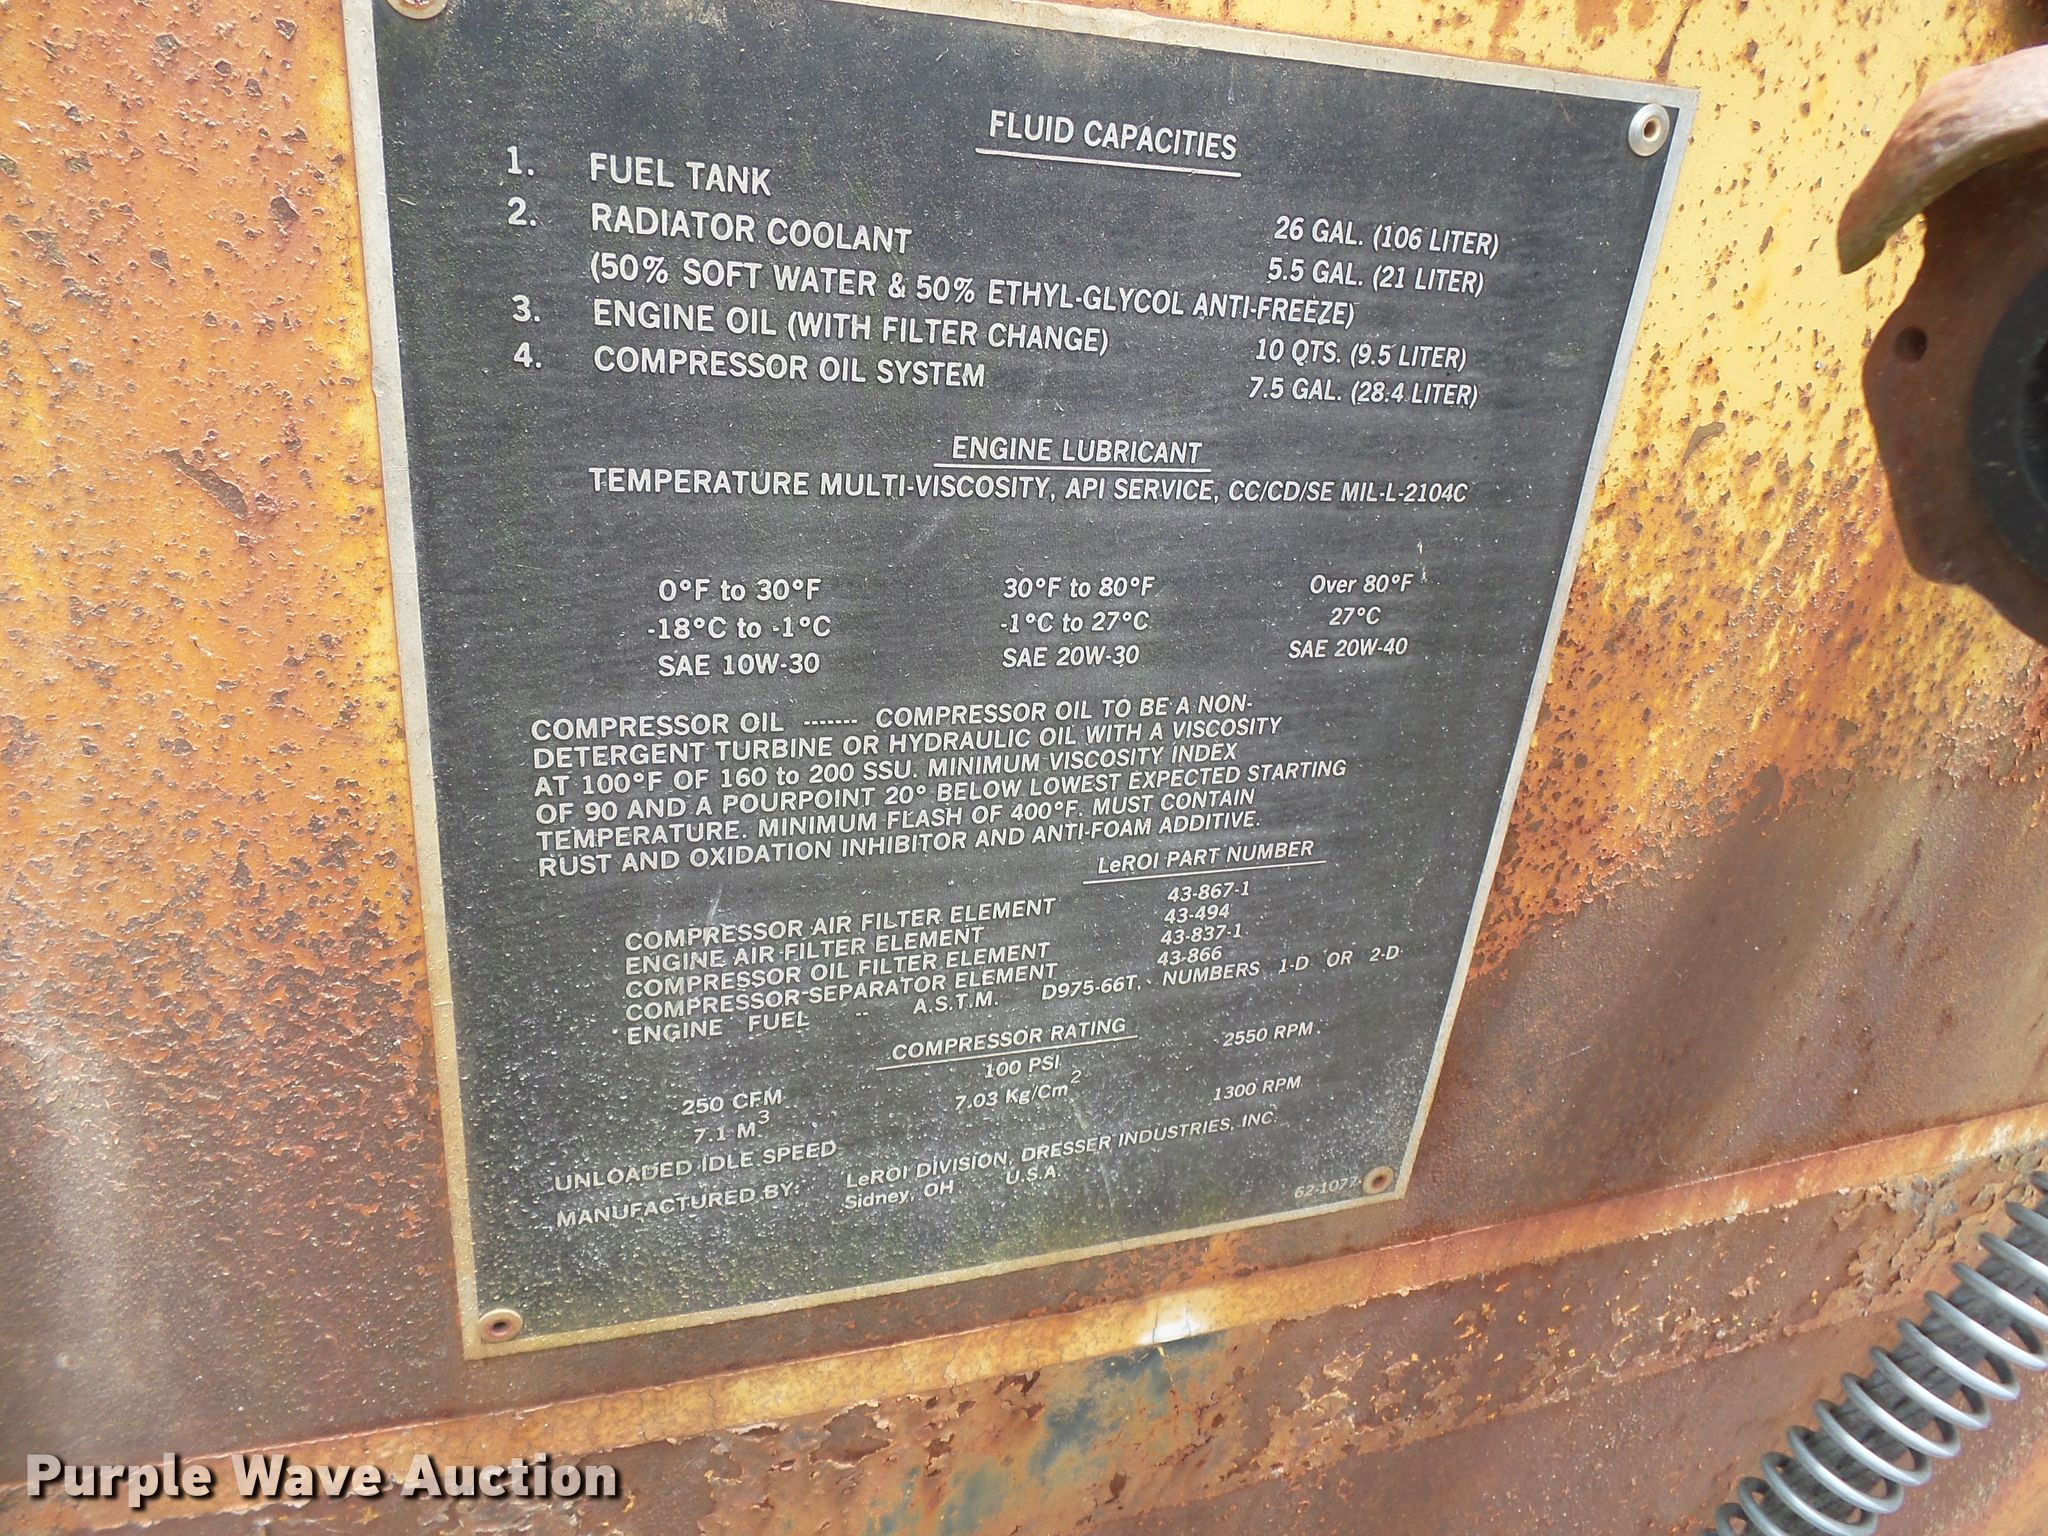 FLUID CAPACITIES
1. FUEL TANK 26 GAL. (106 LITER)
2. RADIATOR COOLANT 5.5 GAL. (21 LITER)
(50% SOFT WATER & 50% ETHYL-GLYCOL ANTI-FREEZE)
3. ENGINE OIL (WITH FILTER CHANGE) 10 QTS. (9.5 LITER)
4. COMPRESSOR OIL SYSTEM 7.5 GAL. (28.4 LITER)
ENGINE LUBRICANT
TEMPERATURE MULTI-VISCOSITY, API SERVICE, CC/CD/SE MIL-L-2104C
0°F to 30°F 30°F to 80°F Over 80°F
-18°C to -1°C -1°C to 27°C 27°C
SAE 10W-30 SAE 20W-30 SAE 20W-40
COMPRESSOR OIL ------- COMPRESSOR OIL TO BE A NON-
DETERGENT TURBINE OR HYDRAULIC OIL WITH A VISCOSITY
AT 100°F OF 160 to 200 SSU. MINIMUM VISCOSITY INDEX
OF 90 AND A POURPOINT 20° BELOW LOWEST EXPECTED STARTING
TEMPERATURE. MINIMUM FLASH OF 400°F. MUST CONTAIN
RUST AND OXIDATION INHIBITOR AND ANTI-FOAM ADDITIVE.
LeROI PART NUMBER
COMPRESSOR AIR FILTER ELEMENT 43-867-1
ENGINE AIR FILTER ELEMENT 43-494
COMPRESSOR OIL FILTER ELEMENT 43-837-1
COMPRESSOR SEPARATOR ELEMENT 43-866
ENGINE FUEL -- A.S.T.M. D975-66T, NUMBERS 1-D OR 2-D
COMPRESSOR RATING
250 CFM 100 PSI 2550 RPM
7.1 M³ 7.03 Kg/Cm²
UNLOADED IDLE SPEED 1300 RPM
MANUFACTURED BY: LeROI DIVISION, DRESSER INDUSTRIES, INC.
Sidney, OH U.S.A.
62-1077
Purple Wave Auction